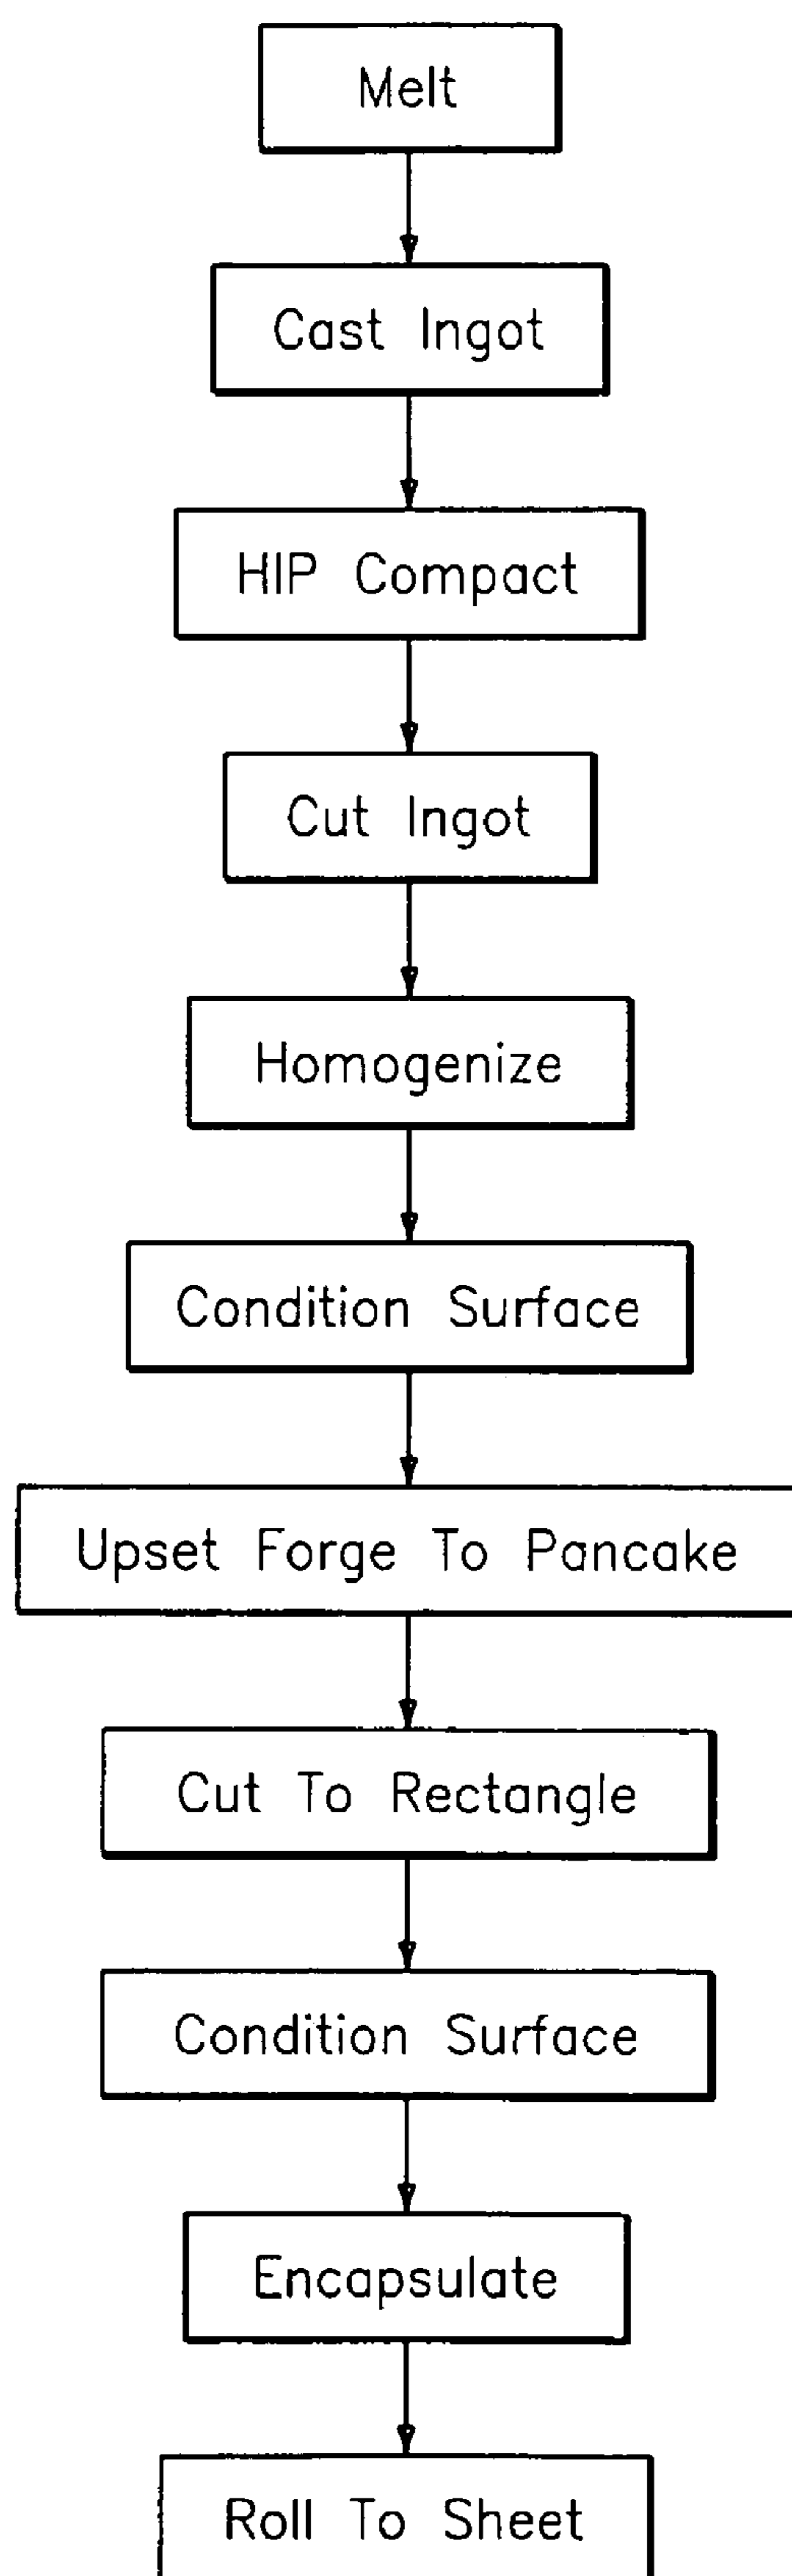 Melt
Cast Ingot
HIP Compact
Cut Ingot
Homogenize
Condition Surface
Upset Forge To Pancake
Cut To Rectangle
Condition Surface
Encapsulate
Roll To Sheet